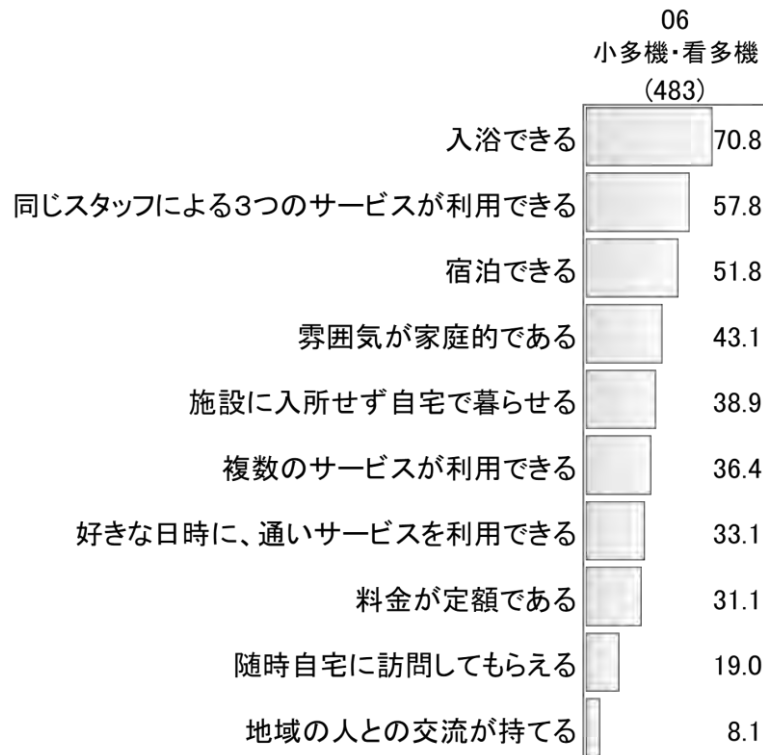 06
小多機・看多機
(483)
入浴できる 70.8
同じスタッフによる3つのサービスが利用できる 57.8
宿泊できる 51.8
雰囲気が家庭的である 43.1
施設に入所せず自宅で暮らせる 38.9
複数のサービスが利用できる 36.4
好きな日時に、通いサービスを利用できる 33.1
料金が定額である 31.1
随時自宅に訪問してもらえる 19.0
地域の人との交流が持てる 8.1